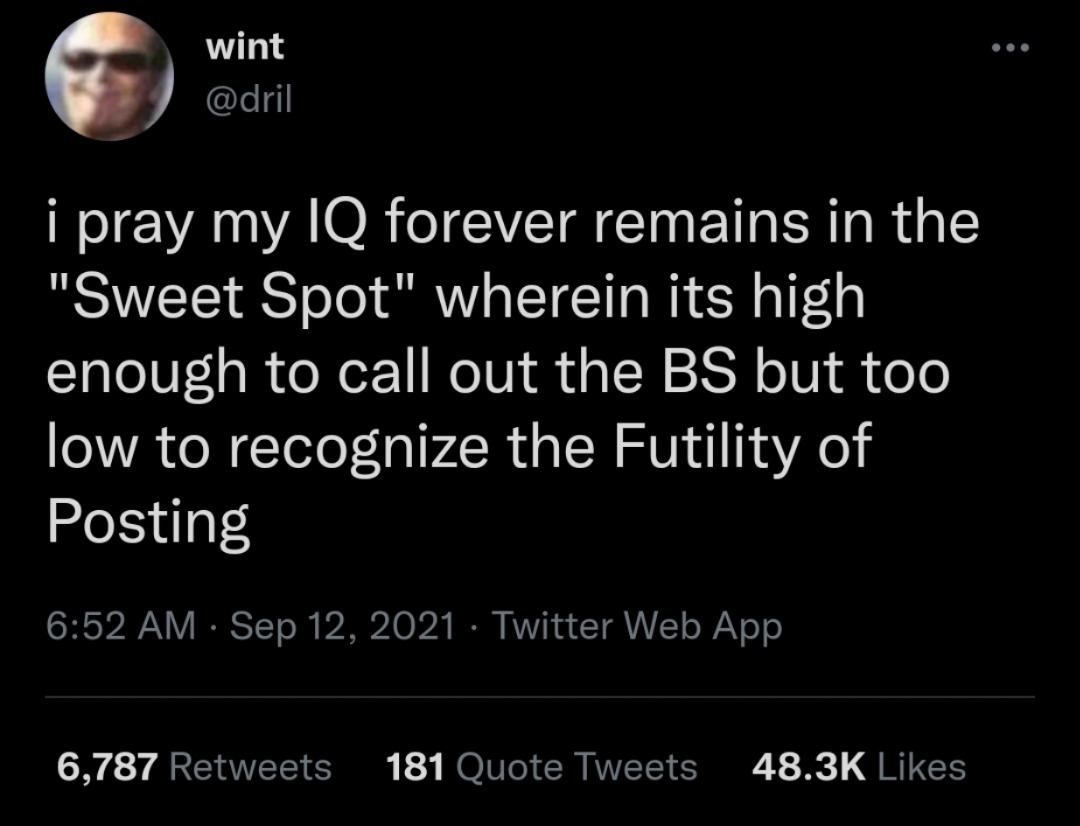 wint
@dril
i pray my IQ forever remains in the
"Sweet Spot" wherein its high
enough to call out the BS but too
low to recognize the Futility of
Posting
6:52 AM · Sep 12, 2021 · Twitter Web App
6,787 Retweets 181 Quote Tweets 48.3K Likes